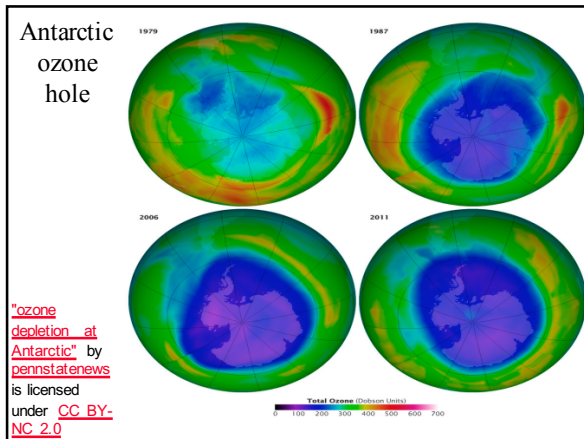 Antarctic
ozone
hole
1979
1987
2006
2011
"ozone
depletion at
Antarctic" by
pennstatenews
is licensed
under CC BY-
NC 2.0
Total Ozone (Dobson Units)
0 100 200 300 400 500 600 700